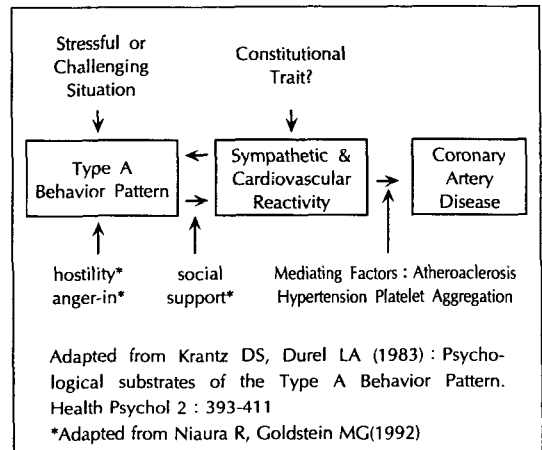 Stressful or
Challenging
Situation
Constitutional
Trait?
Type A
Behavior Pattern
Sympathetic &
Cardiovascular
Reactivity
Coronary
Artery
Disease
hostility*
anger-in*
social
support*
Mediating Factors : Atheroaclerosis
Hypertension Platelet Aggregation
Adapted from Krantz DS, Durel LA (1983) : Psycho-
logical substrates of the Type A Behavior Pattern.
Health Psychol 2 : 393-411
*Adapted from Niaura R, Goldstein MG(1992)